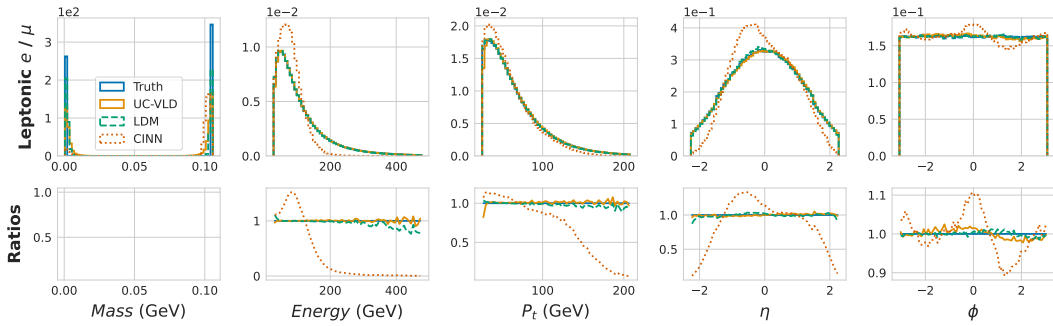 1e2
1e-2
1e-2
1e-1
1e-1
Leptonic e / μ
3
2
1
0
Truth
UC-VLD
LDM
CINN
0.00 0.05 0.10
1.0
0.5
0.0
0 200 400
2.0
1.5
1.0
0.5
0.0
100 200
4
3
2
1
0
−2 0 2
1.5
1.0
0.5
0.0
−2 0 2
Ratios
1.0
0.5
0.00 0.05 0.10
Mass (GeV)
1
0
0 200 400
Energy (GeV)
1.0
0.5
0 100 200
Pt (GeV)
1.0
0.5
−2 0 2
η
1.1
1.0
0.9
−2 0 2
ϕ